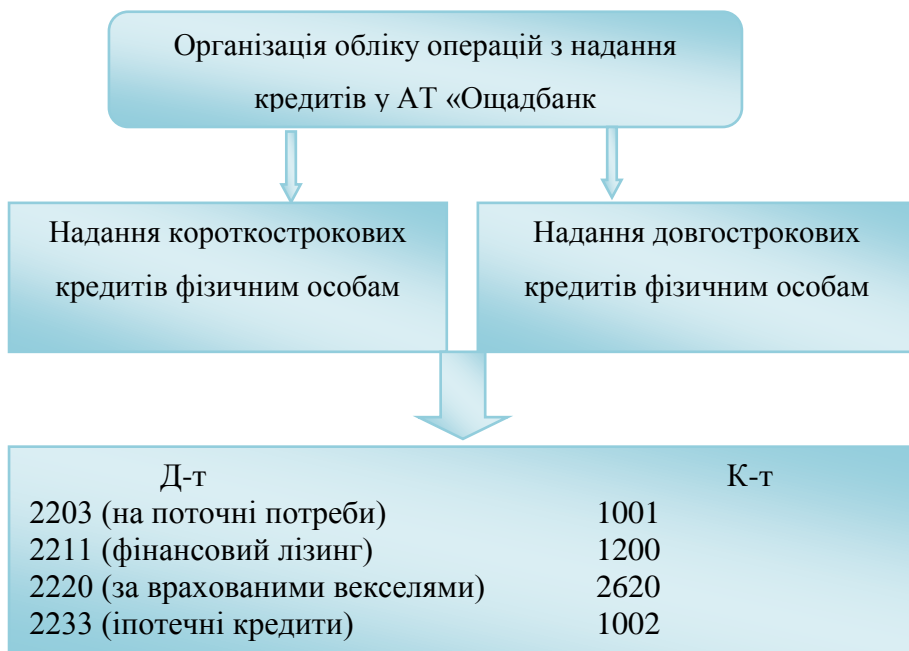 Організація обліку операцій з надання
кредитів у АТ «Ощадбанк
Надання короткострокових
кредитів фізичним особам
Надання довгострокових
кредитів фізичним особам
Д-т К-т
2203 (на поточні потреби) 1001
2211 (фінансовий лізинг) 1200
2220 (за врахованими векселями) 2620
2233 (іпотечні кредити) 1002